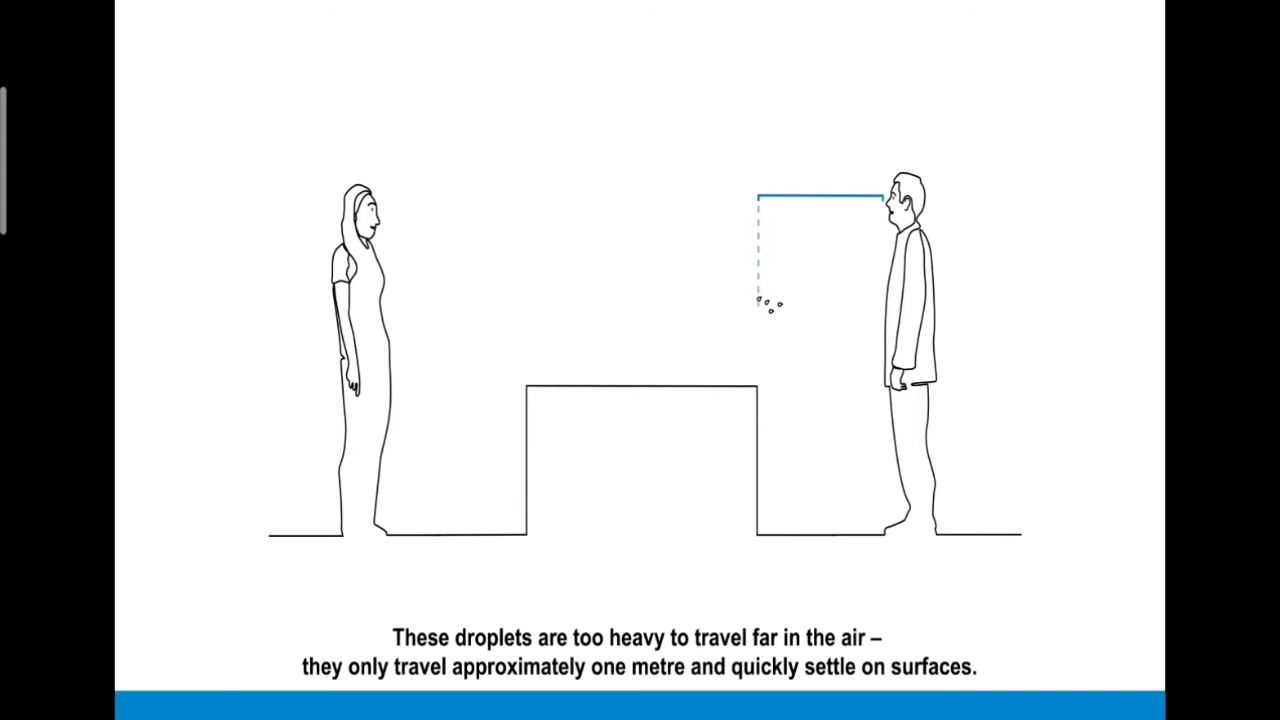 These droplets are too heavy to travel far in the air –
they only travel approximately one metre and quickly settle on surfaces.